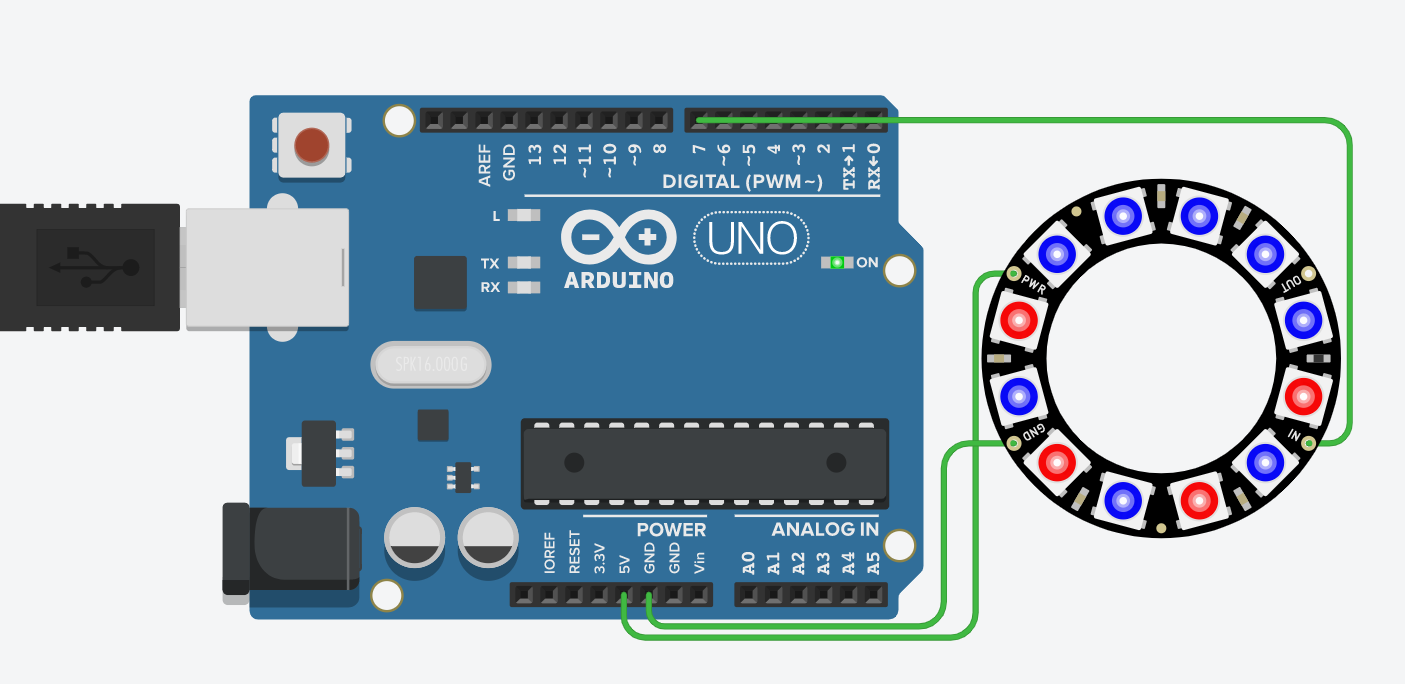 AREF
GND
13
12
~11
~10
~9
8
7
~6
~5
4
~3
2
TX→1
RX←0
DIGITAL (PWM~)
L
TX
RX
ARDUINO
UNO
ON
SPK16.000G
POWER
ANALOG IN
IOREF
RESET
3.3V
5V
GND
GND
Vin
A0
A1
A2
A3
A4
A5
PWR
OUT
GND
IN